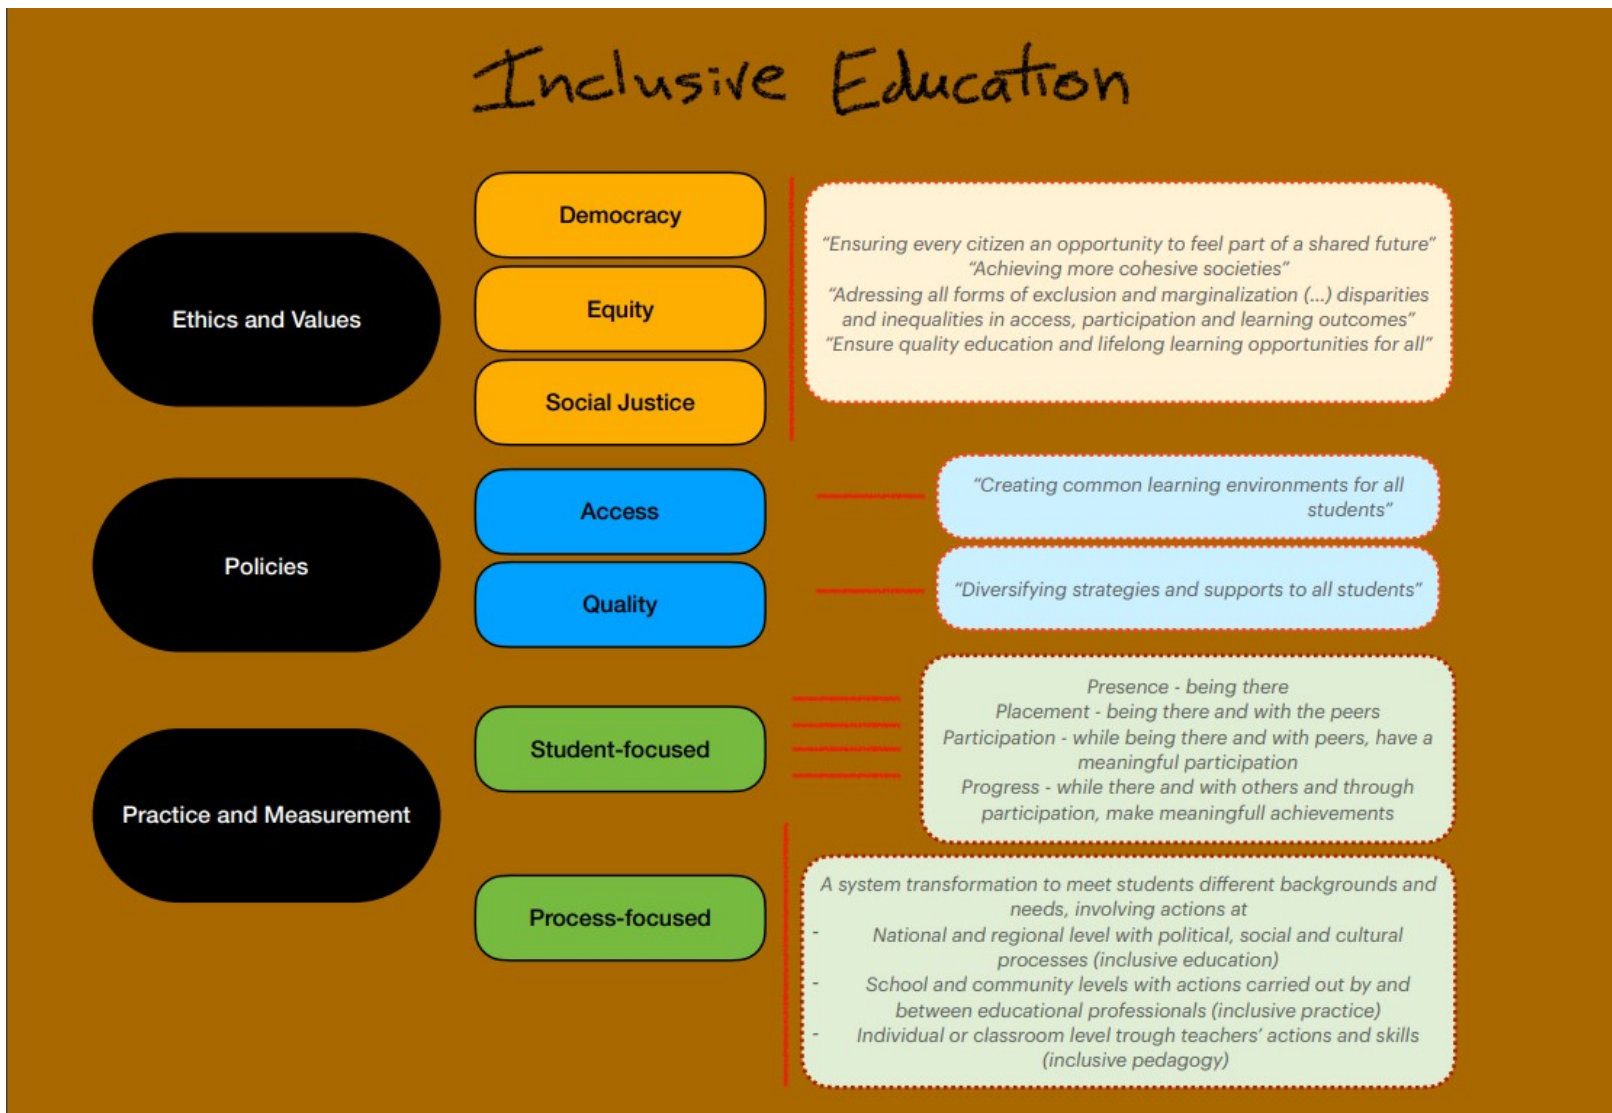 Inclusive Education
Ethics and Values
Democracy
Equity
Social Justice
“Ensuring every citizen an opportunity to feel part of a shared future”
“Achieving more cohesive societies”
“Adressing all forms of exclusion and marginalization (...) disparities
and inequalities in access, participation and learning outcomes”
“Ensure quality education and lifelong learning opportunities for all”
Policies
Access
“Creating common learning environments for all
students”
Quality
“Diversifying strategies and supports to all students”
Practice and Measurement
Student-focused
Presence - being there
Placement - being there and with the peers
Participation - while being there and with peers, have a
meaningful participation
Progress - while there and with others and through
participation, make meaningfull achievements
Process-focused
A system transformation to meet students different backgrounds and
needs, involving actions at
- National and regional level with political, social and cultural
processes (inclusive education)
- School and community levels with actions carried out by and
between educational professionals (inclusive practice)
- Individual or classroom level trough teachers’ actions and skills
(inclusive pedagogy)